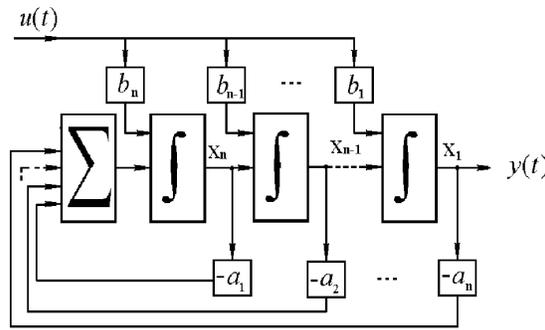 u(t)
bₙ bₙ₋₁ ... b₁
∑ ∫ xₙ ∫ xₙ₋₁ ∫ x₁ y(t)
-a₁ -a₂ ... -aₙ